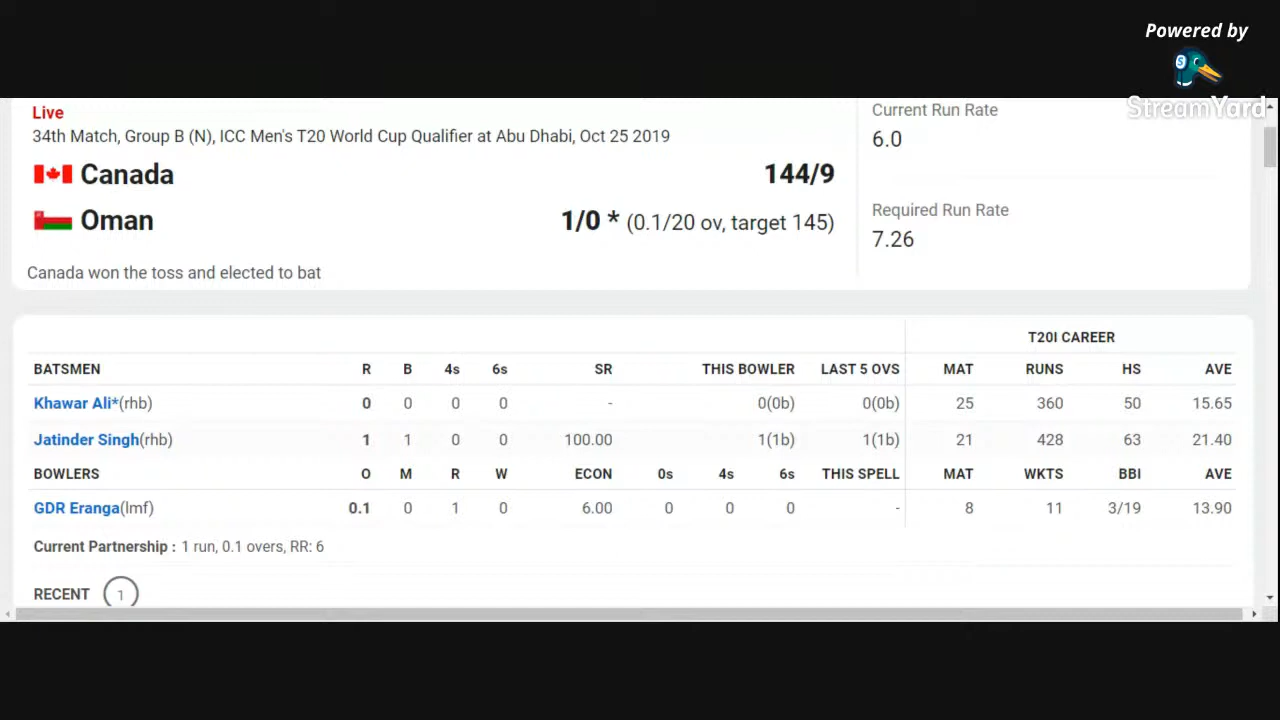 Powered by
StreamYard
Live
34th Match, Group B (N), ICC Men's T20 World Cup Qualifier at Abu Dhabi, Oct 25 2019
Canada 144/9
Oman 1/0 * (0.1/20 ov, target 145)
Canada won the toss and elected to bat
Current Run Rate
6.0
Required Run Rate
7.26
T20I CAREER
BATSMEN R B 4s 6s SR THIS BOWLER LAST 5 OVS MAT RUNS HS AVE
Khawar Ali*(rhb) 0 0 0 0 - 0(0b) 0(0b) 25 360 50 15.65
Jatinder Singh(rhb) 1 1 0 0 100.00 1(1b) 1(1b) 21 428 63 21.40
BOWLERS O M R W ECON 0s 4s 6s THIS SPELL MAT WKTS BBI AVE
GDR Eranga(lmf) 0.1 0 1 0 6.00 0 0 0 - 8 11 3/19 13.90
Current Partnership : 1 run, 0.1 overs, RR: 6
RECENT 1